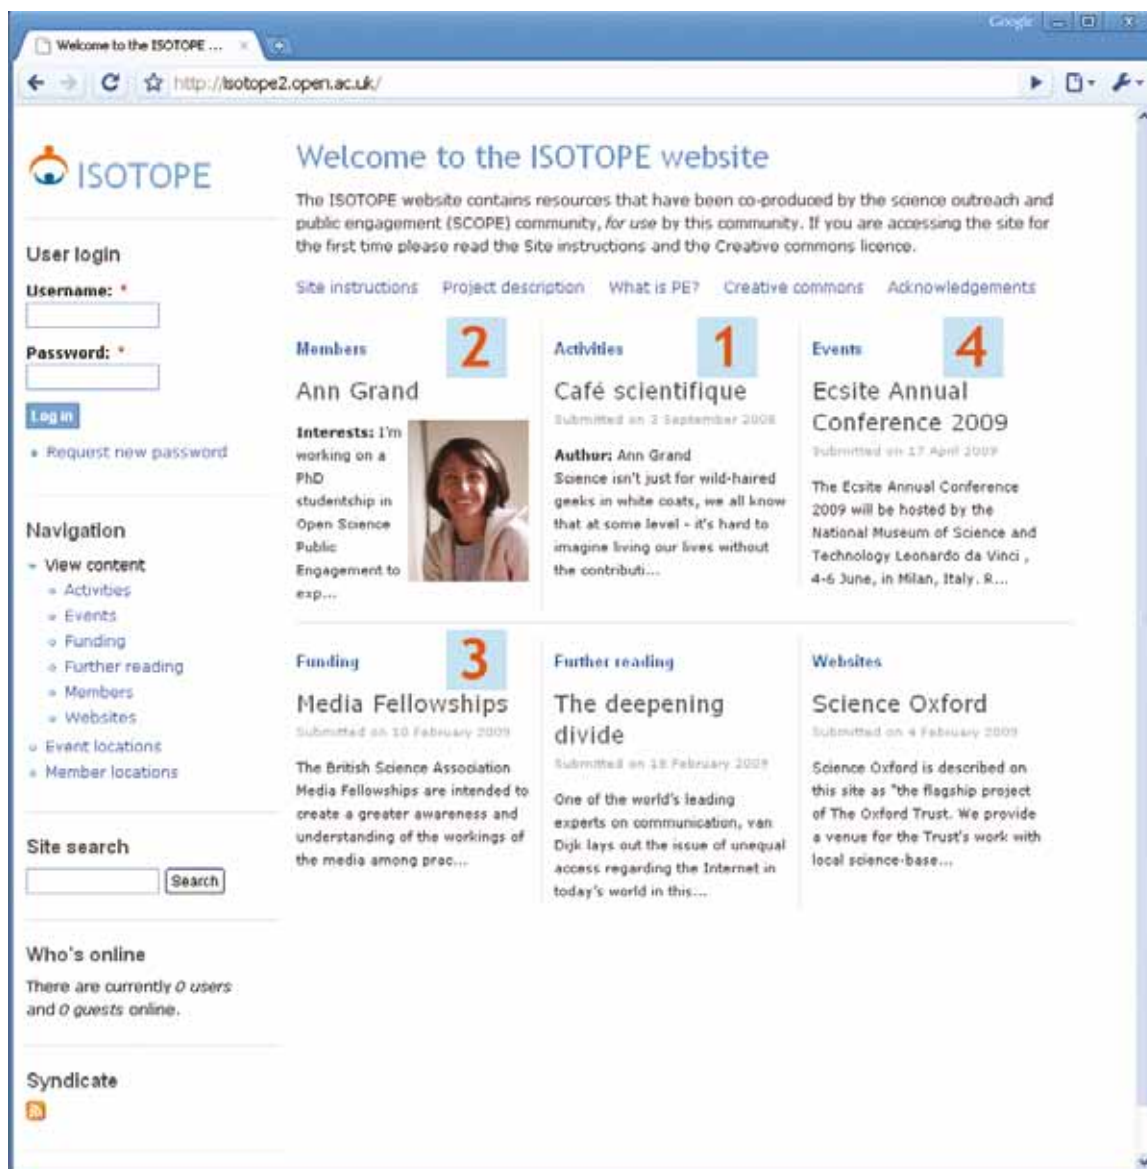 Google
Welcome to the ISOTOPE ...
http://isotope2.open.ac.uk/
ISOTOPE
User login
Username: *
Password: *
Log in
Request new password
Navigation
View content
Activities
Events
Funding
Further reading
Members
Websites
Event locations
Member locations
Site search
Search
Who's online
There are currently 0 users
and 0 guests online.
Syndicate
Welcome to the ISOTOPE website
The ISOTOPE website contains resources that have been co-produced by the science outreach and
public engagement (SCOPE) community, for use by this community. If you are accessing the site for
the first time please read the Site instructions and the Creative commons licence.
Site instructions Project description What is PE? Creative commons Acknowledgements
Members 2
Ann Grand
Interests: I'm
working on a
PhD
studentship in
Open Science
Public
Engagement to
exp...
Activities 1
Café scientifique
Submitted on 2 September 2008
Author: Ann Grand
Science isn't just for wild-haired
geeks in white coats, we all know
that at some level - it's hard to
imagine living our lives without
the contributi...
Events 4
Ecsite Annual
Conference 2009
Submitted on 17 April 2009
The Ecsite Annual Conference
2009 will be hosted by the
National Museum of Science and
Technology Leonardo da Vinci ,
4-6 June, in Milan, Italy. R...
Funding 3
Media Fellowships
Submitted on 10 February 2009
The British Science Association
Media Fellowships are intended to
create a greater awareness and
understanding of the workings of
the media among prac...
Further reading
The deepening
divide
Submitted on 18 February 2009
One of the world's leading
experts on communication, van
Dijk lays out the issue of unequal
access regarding the Internet in
today's world in this...
Websites
Science Oxford
Submitted on 4 February 2009
Science Oxford is described on
this site as "the flagship project
of The Oxford Trust. We provide
a venue for the Trust's work with
local science-base...